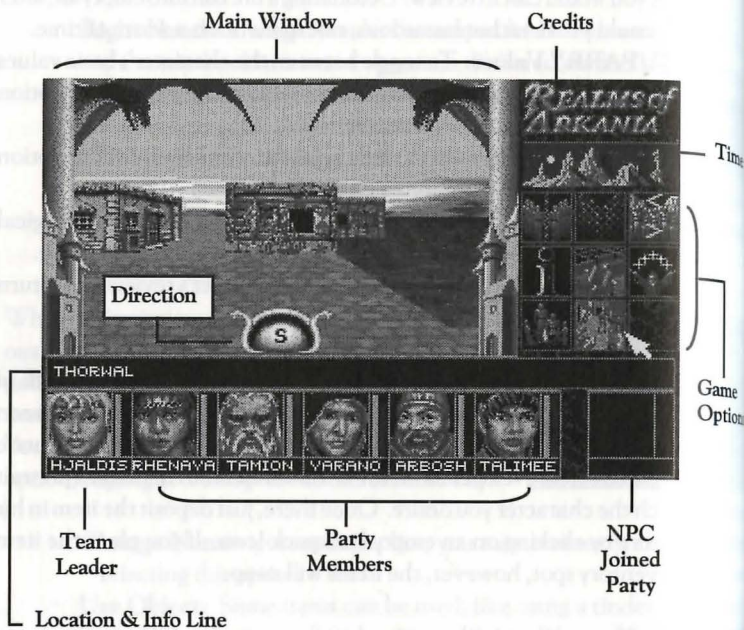 Main Window
Credits
REALMS of
ARKANIA
Time
Direction
S
THORWAL
Game
Option
HJALDIS RHENAYA TAMION VARANO ARBOSH TALIMEE
Team
Leader
Party
Members
NPC
Joined
Party
Location & Info Line